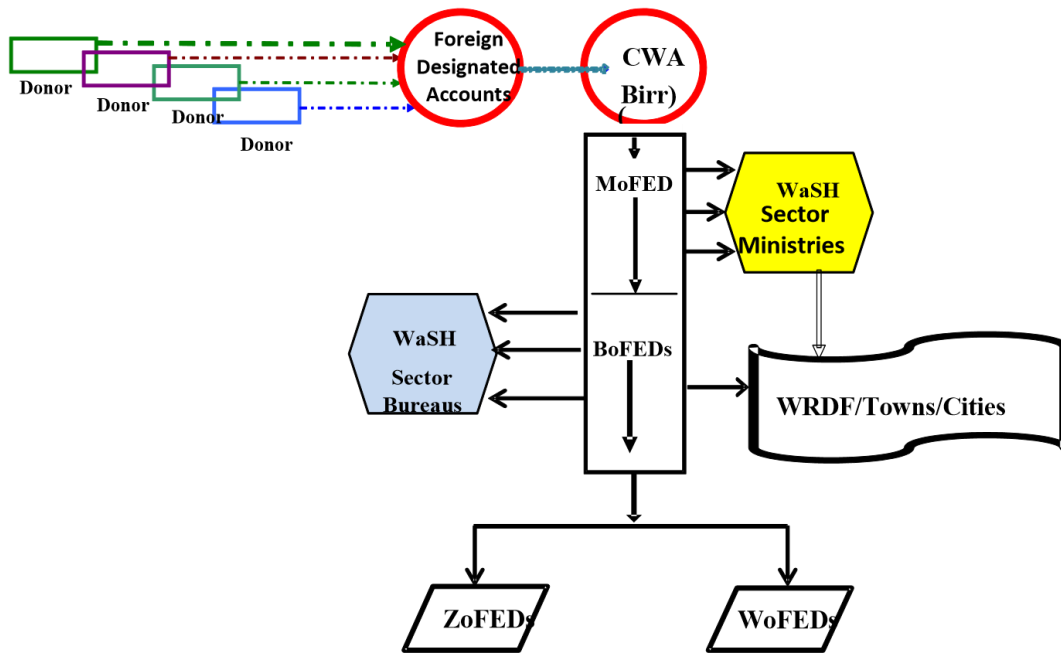 Donor
Donor
Donor
Donor
Foreign
Designated
Accounts
CWA
Birr)
(
MoFED
WaSH
Sector
Ministries
WaSH
Sector
Bureaus
BoFEDs
WRDF/Towns/Cities
ZoFEDs
WoFEDs